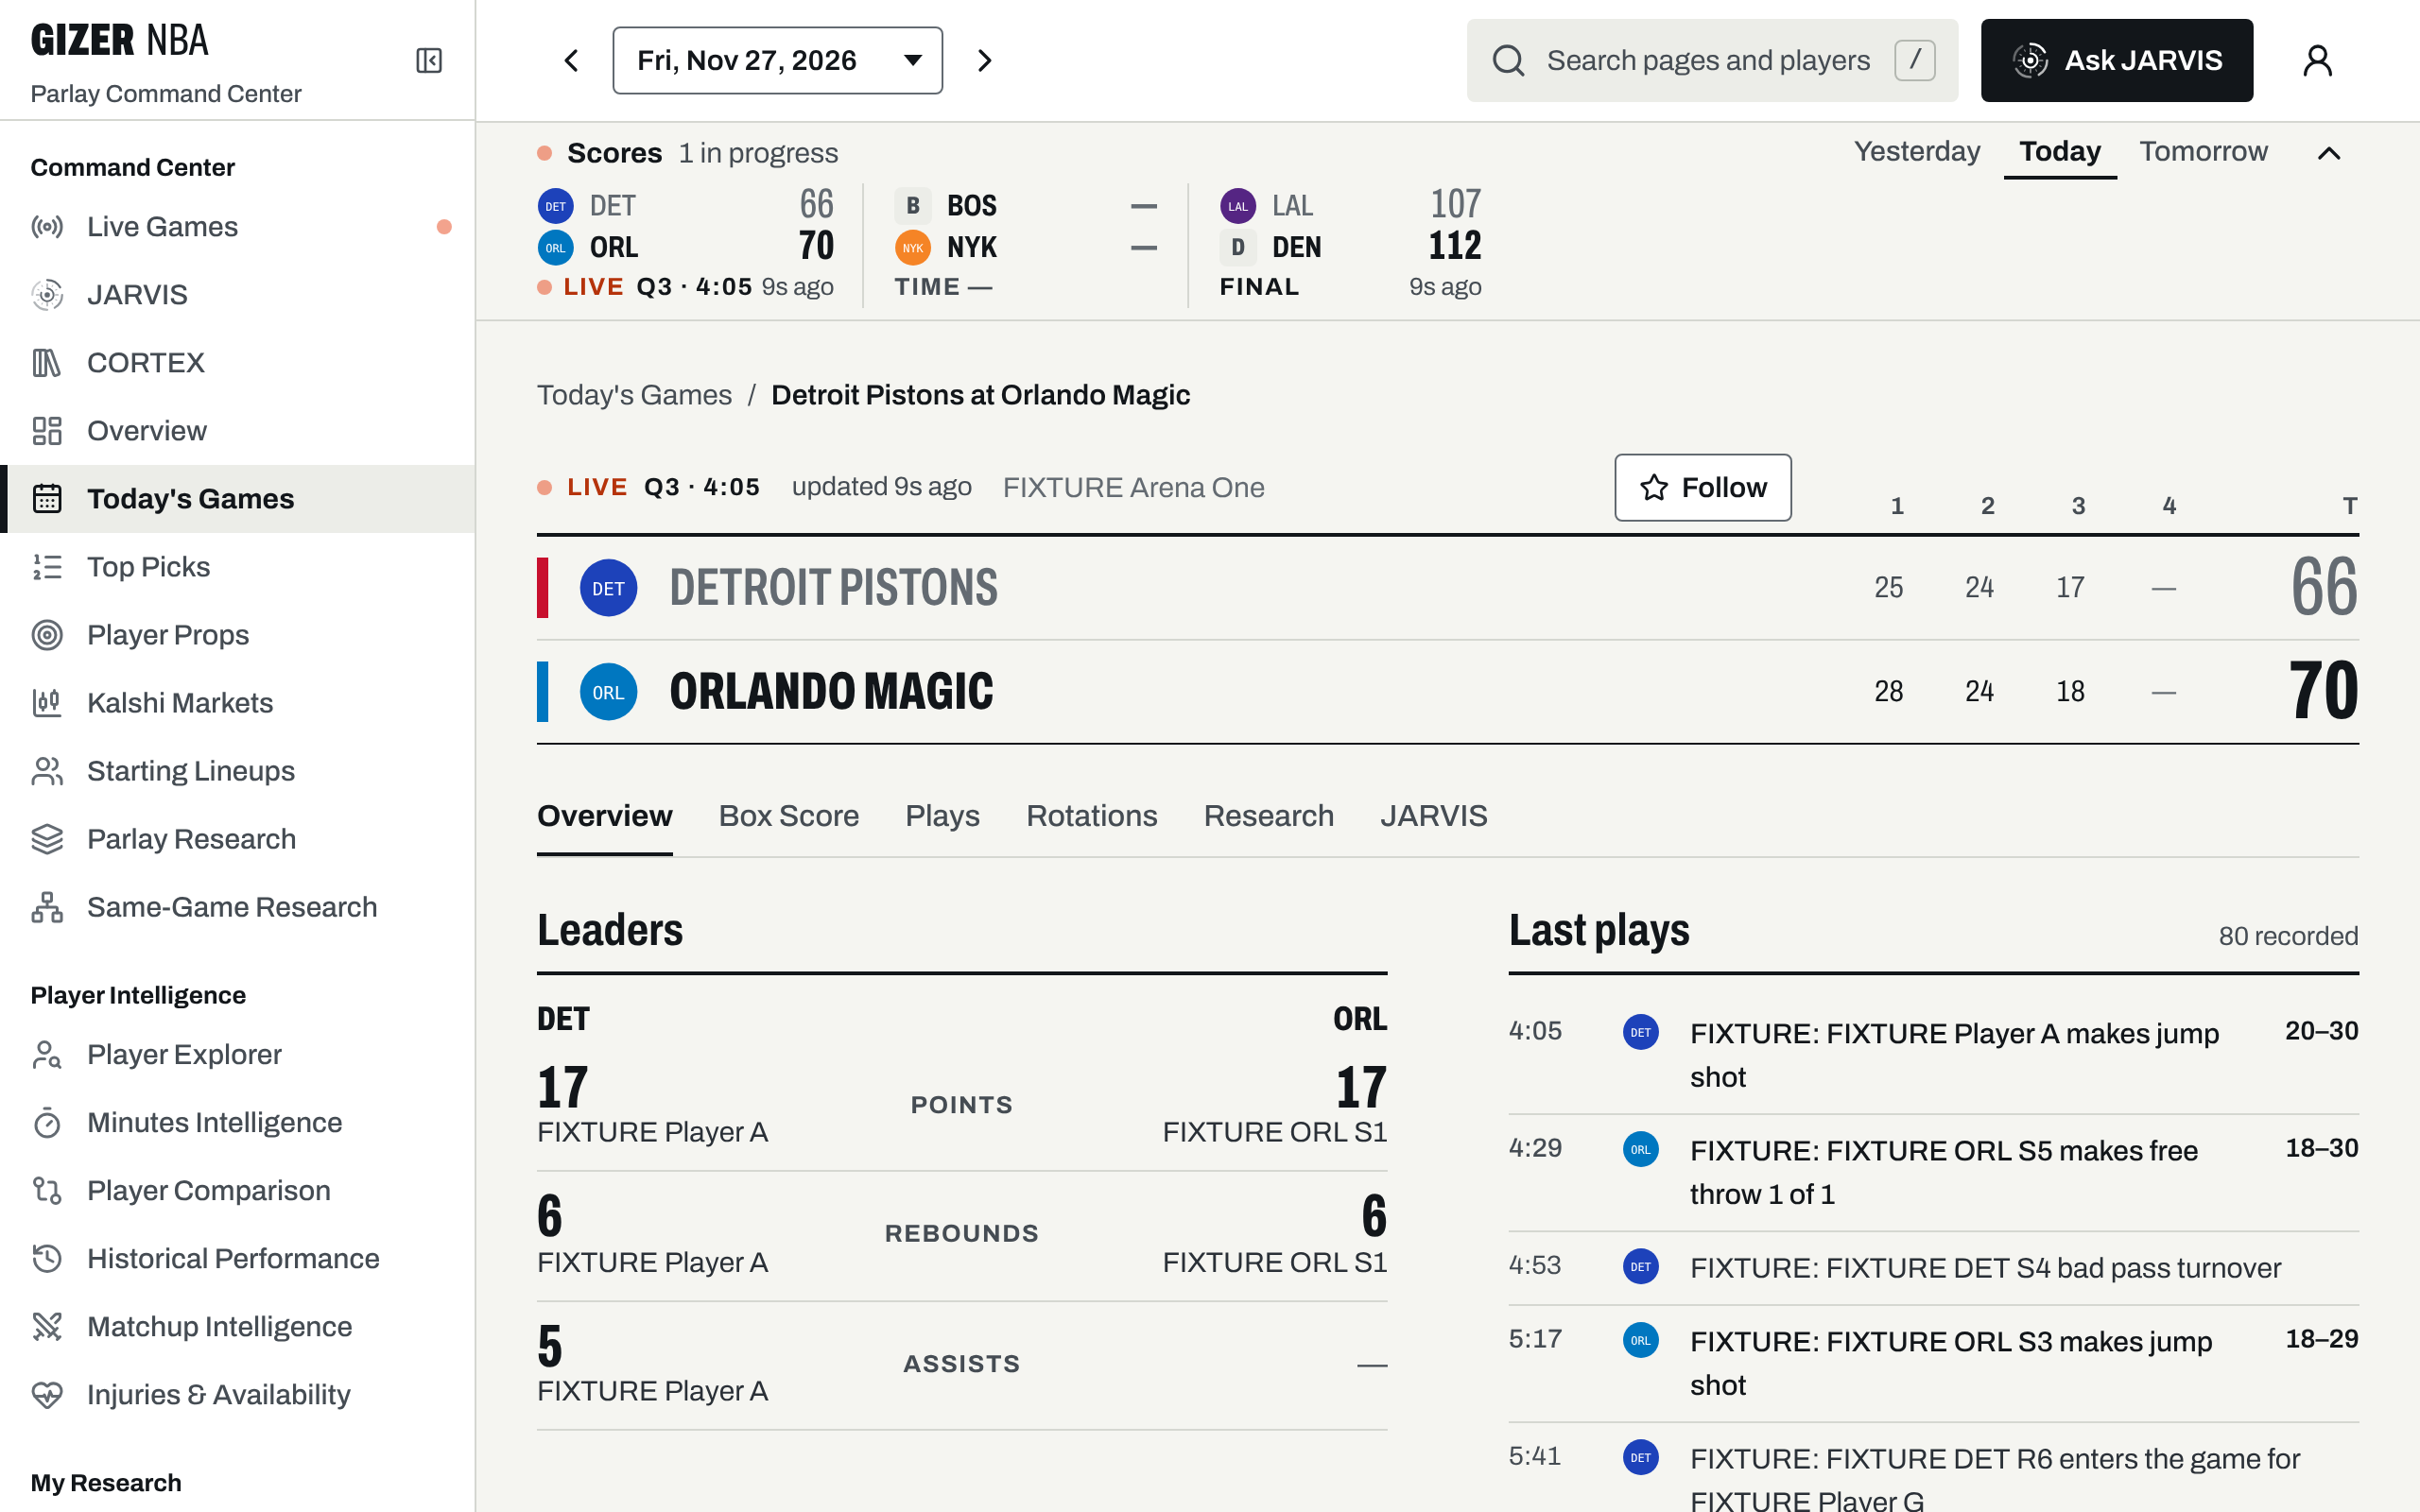 GIZER NBA
Parlay Command Center
Command Center
Live Games
JARVIS
CORTEX
Overview
Today's Games
Top Picks
Player Props
Kalshi Markets
Starting Lineups
Parlay Research
Same-Game Research
Player Intelligence
Player Explorer
Minutes Intelligence
Player Comparison
Historical Performance
Matchup Intelligence
Injuries & Availability
My Research
Fri, Nov 27, 2026
Search pages and players /
Ask JARVIS
Scores 1 in progress
Yesterday Today Tomorrow
DET DET 66
ORL ORL 70
LIVE Q3 · 4:05 9s ago
B BOS —
NYK NYK —
TIME —
LAL LAL 107
D DEN 112
FINAL 9s ago
Today's Games / Detroit Pistons at Orlando Magic
LIVE Q3 · 4:05 updated 9s ago FIXTURE Arena One
Follow
1 2 3 4 T
DET DETROIT PISTONS 25 24 17 — 66
ORL ORLANDO MAGIC 28 24 18 — 70
Overview Box Score Plays Rotations Research JARVIS
Leaders
DET ORL
17 POINTS 17
FIXTURE Player A FIXTURE ORL S1
6 REBOUNDS 6
FIXTURE Player A FIXTURE ORL S1
5 ASSISTS —
FIXTURE Player A
Last plays 80 recorded
4:05 DET FIXTURE: FIXTURE Player A makes jump 20–30
shot
4:29 ORL FIXTURE: FIXTURE ORL S5 makes free 18–30
throw 1 of 1
4:53 DET FIXTURE: FIXTURE DET S4 bad pass turnover
5:17 ORL FIXTURE: FIXTURE ORL S3 makes jump 18–29
shot
5:41 DET FIXTURE: FIXTURE DET R6 enters the game for
FIXTURE Player G